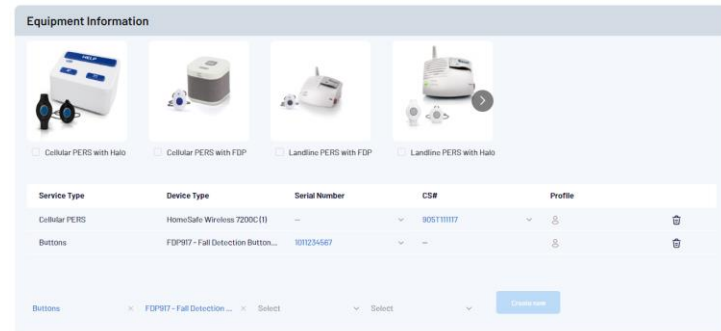 Equipment Information
HELP
Cellular PERS with Halo
Cellular PERS with FDP
Landline PERS with FDP
Landline PERS with Halo
Service Type Device Type Serial Number CS# Profile
Cellular PERS HomeSafe Wireless 7200C (1) — 905T111117
Buttons FDP917 - Fall Detection Button... 1011234567 —
Buttons × FDP917 - Fall Detection ... × Select Select Create new